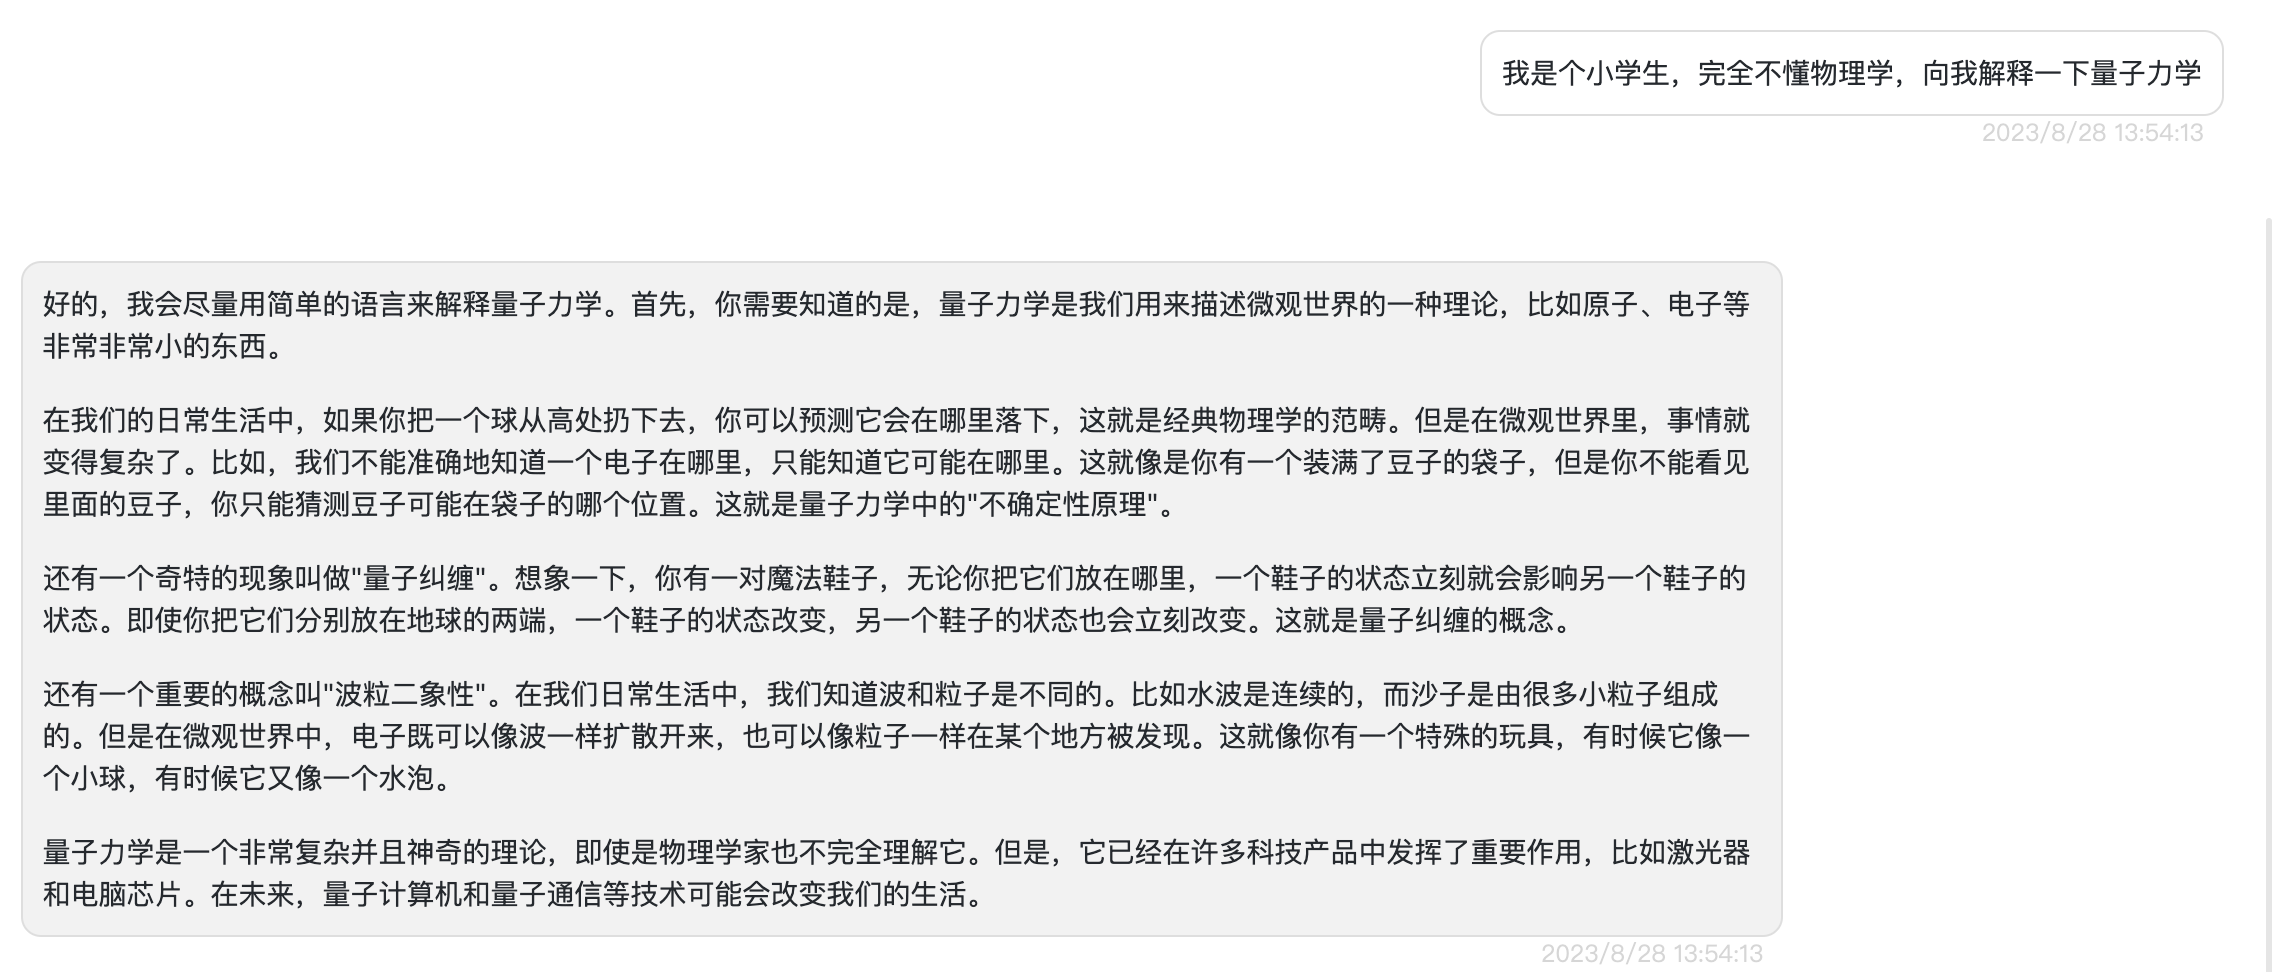 我是个小学生，完全不懂物理学，向我解释一下量子力学
2023/8/28 13:54:13
好的，我会尽量用简单的语言来解释量子力学。首先，你需要知道的是，量子力学是我们用来描述微观世界的一种理论，比如原子、电子等
非常非常小的东西。
在我们的日常生活中，如果你把一个球从高处扔下去，你可以预测它会在哪里落下，这就是经典物理学的范畴。但是在微观世界里，事情就
变得复杂了。比如，我们不能准确地知道一个电子在哪里，只能知道它可能在哪里。这就像是你有一个装满了豆子的袋子，但是你不能看见
里面的豆子，你只能猜测豆子可能在袋子的哪个位置。这就是量子力学中的"不确定性原理"。
还有一个奇特的现象叫做"量子纠缠"。想象一下，你有一对魔法鞋子，无论你把它们放在哪里，一个鞋子的状态立刻就会影响另一个鞋子的
状态。即使你把它们分别放在地球的两端，一个鞋子的状态改变，另一个鞋子的状态也会立刻改变。这就是量子纠缠的概念。
还有一个重要的概念叫"波粒二象性"。在我们日常生活中，我们知道波和粒子是不同的。比如水波是连续的，而沙子是由很多小粒子组成
的。但是在微观世界中，电子既可以像波一样扩散开来，也可以像粒子一样在某个地方被发现。这就像你有一个特殊的玩具，有时候它像一
个小球，有时候它又像一个水泡。
量子力学是一个非常复杂并且神奇的理论，即使是物理学家也不完全理解它。但是，它已经在许多科技产品中发挥了重要作用，比如激光器
和电脑芯片。在未来，量子计算机和量子通信等技术可能会改变我们的生活。
2023/8/28 13:54:13